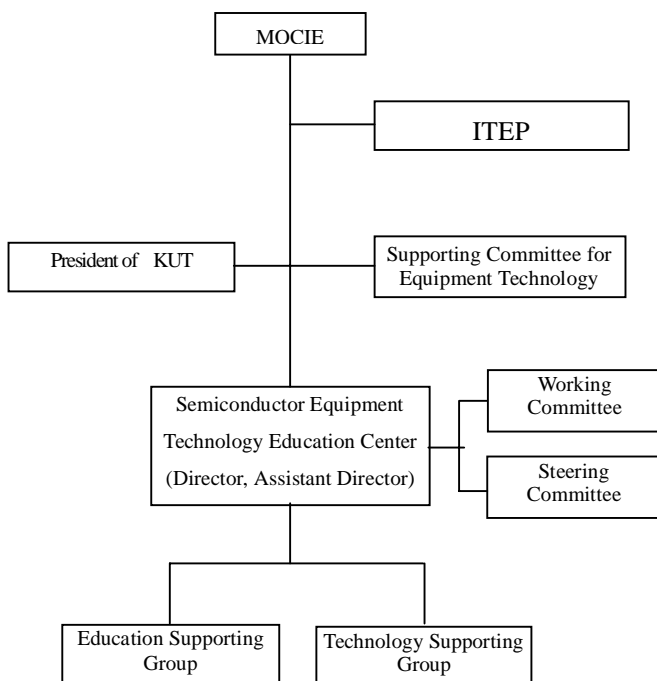 MOCIE
ITEP
President of KUT
Supporting Committee for
Equipment Technology
Semiconductor Equipment
Technology Education Center
(Director, Assistant Director)
Working
Committee
Steering
Committee
Education Supporting
Group
Technology Supporting
Group